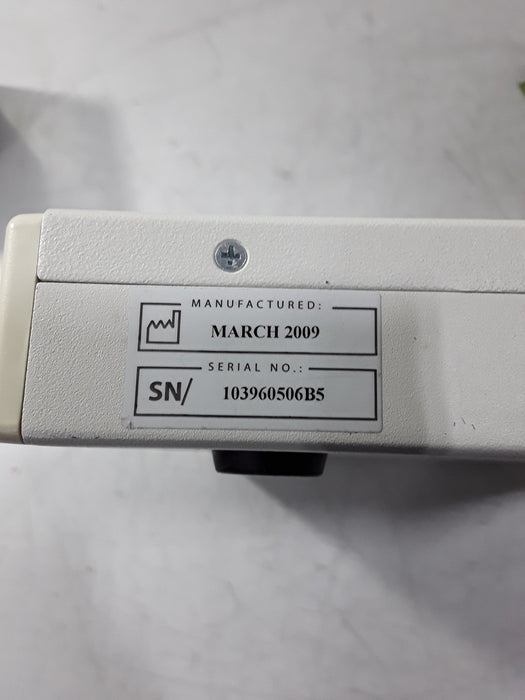 MANUFACTURED:
MARCH 2009
SERIAL NO.:
SN/ 103960506B5